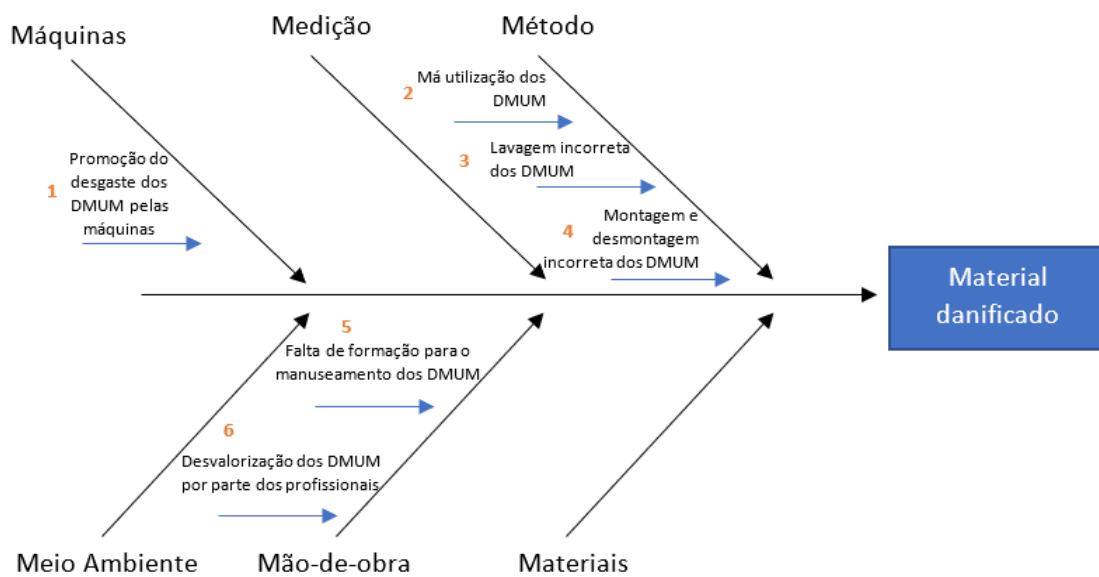 Máquinas
Medição
Método
1
Promoção do
desgaste dos
DMUM pelas
máquinas
2
Má utilização dos
DMUM
3
Lavagem incorreta
dos DMUM
4
Montagem e
desmontagem
incorreta dos DMUM
Material
danificado
5
Falta de formação para o
manuseamento dos DMUM
6
Desvalorização dos DMUM
por parte dos profissionais
Meio Ambiente
Mão-de-obra
Materiais